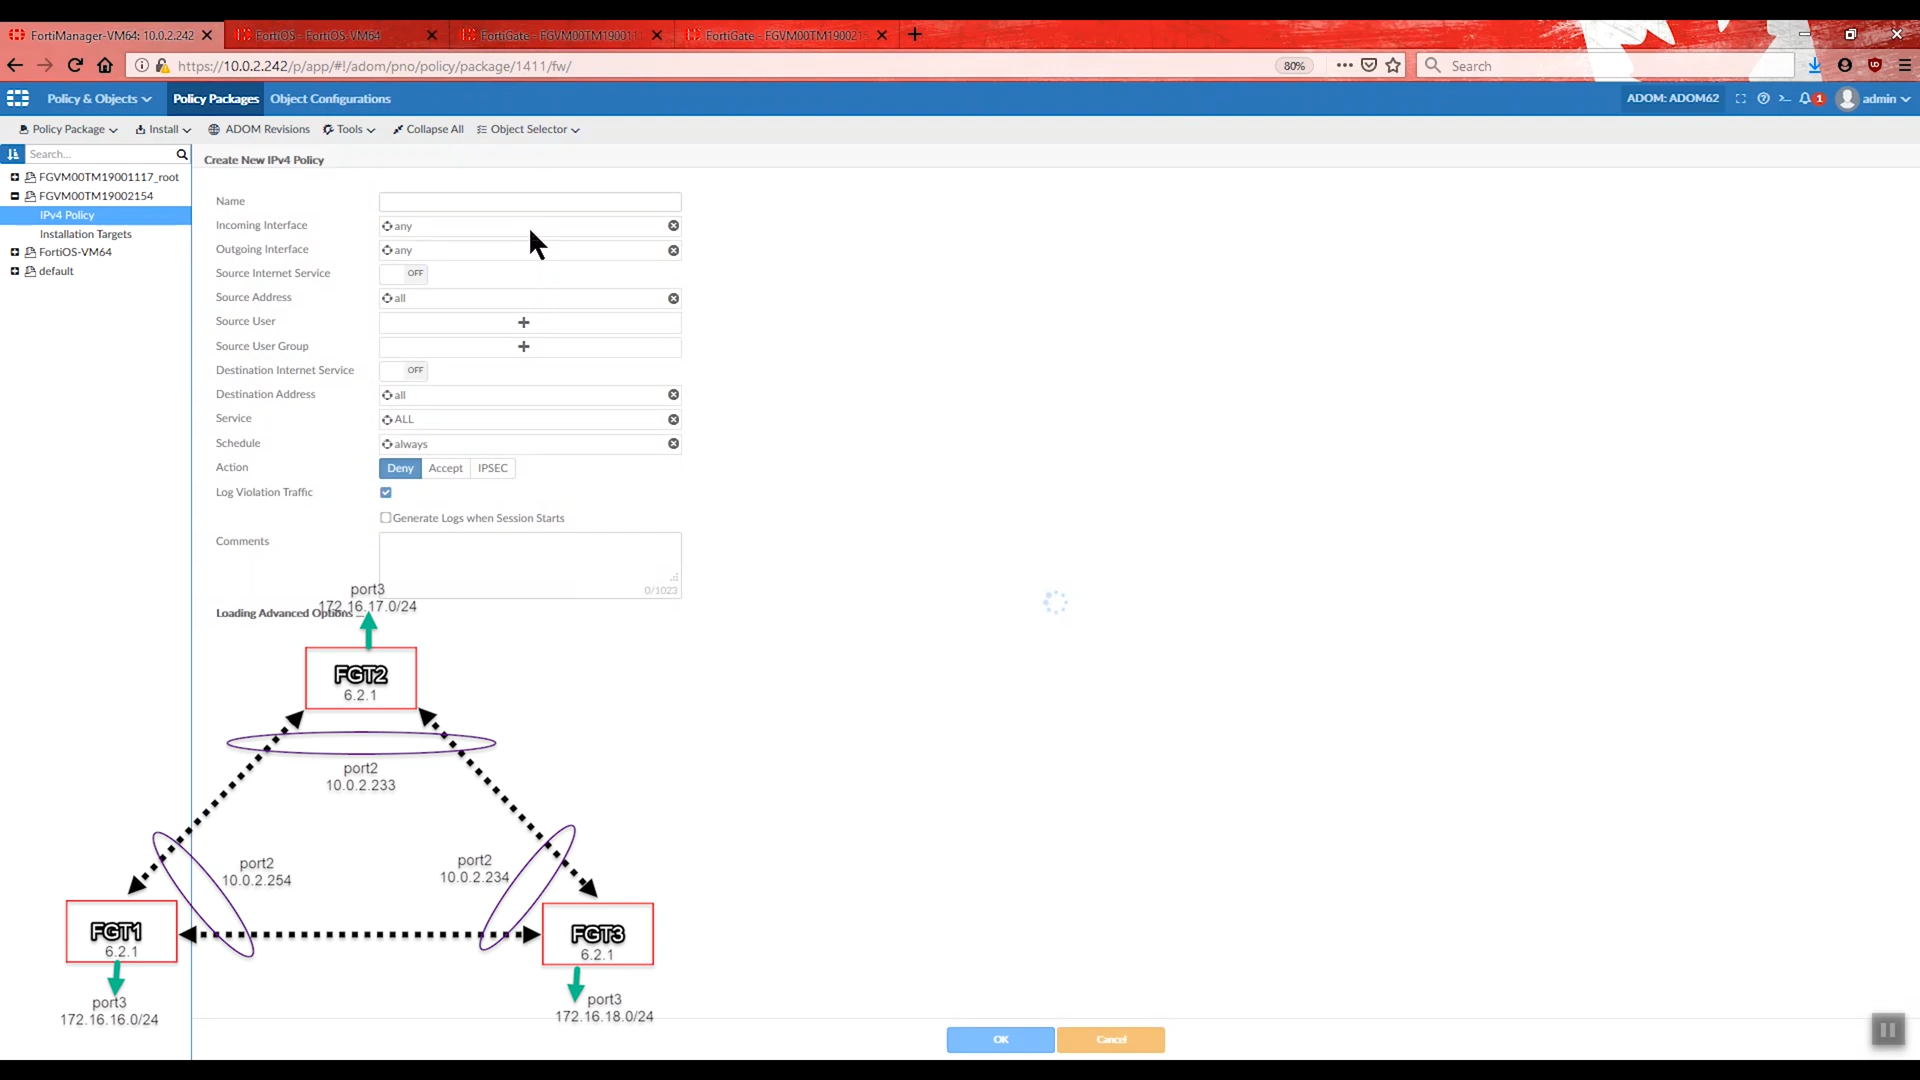 FortiManager-VM64: 10.0.2.242
FortiOS - FortiOS-VM64
FortiGate - FGVM00TM190011
FortiGate - FGVM00TM190021
https://10.0.2.242/p/app/#!/adom/pno/policy/package/1411/fw/
80%
Search
Policy & Objects
Policy Packages
Object Configurations
ADOM: ADOM62
1
admin
Policy Package
Install
ADOM Revisions
Tools
Collapse All
Object Selector
Search...
FGVM00TM19001117_root
FGVM00TM19002154
IPv4 Policy
Installation Targets
FortiOS-VM64
default
Create New IPv4 Policy
Name
Incoming Interface
any
Outgoing Interface
any
Source Internet Service
OFF
Source Address
all
Source User
Source User Group
Destination Internet Service
OFF
Destination Address
all
Service
ALL
Schedule
always
Action
Deny
Accept
IPSEC
Log Violation Traffic
Generate Logs when Session Starts
Comments
0/1023
Loading Advanced Options ...
port3
172.16.17.0/24
FGT2
6.2.1
port2
10.0.2.233
port2
10.0.2.254
port2
10.0.2.234
FGT1
6.2.1
FGT3
6.2.1
port3
172.16.16.0/24
port3
172.16.18.0/24
OK
Cancel